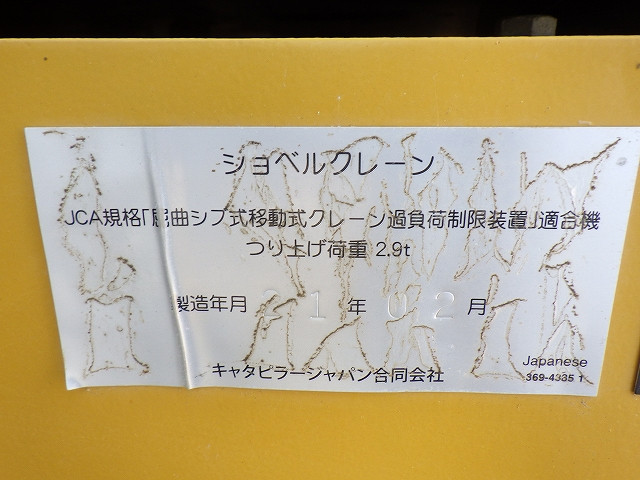 ショベルクレーン
JCA規格「屈曲ジブ式移動式クレーン過負荷制限装置」適合機
つり上げ荷重 2.9t
製造年月 21 年 02 月
キャタピラージャパン合同会社
Japanese
369-4335 1